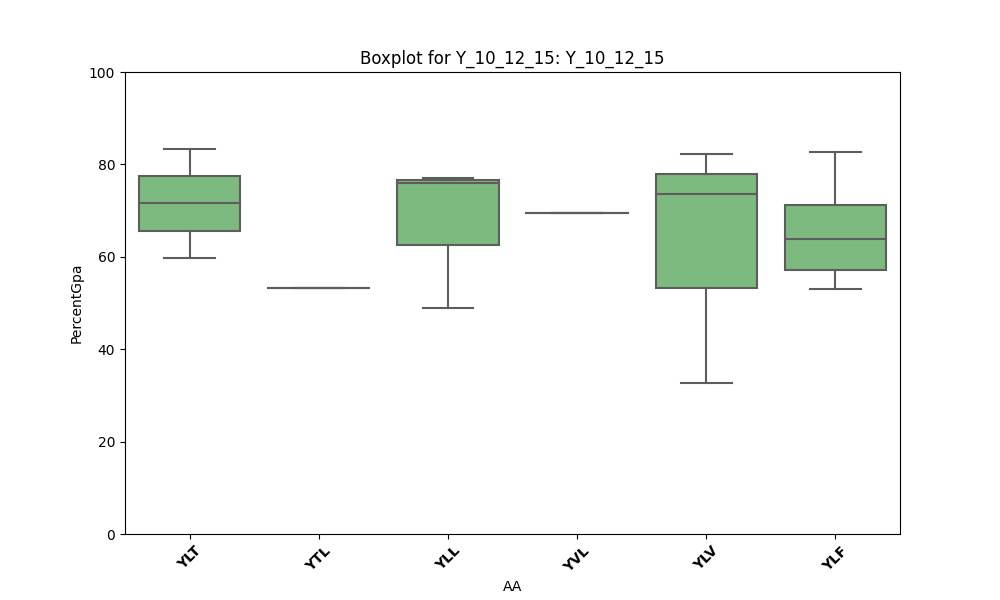 Boxplot for Y_10_12_15: Y_10_12_15
100
80
60
40
20
0
PercentGpa
YLT
YTL
YLL
YVL
YLV
YLF
AA